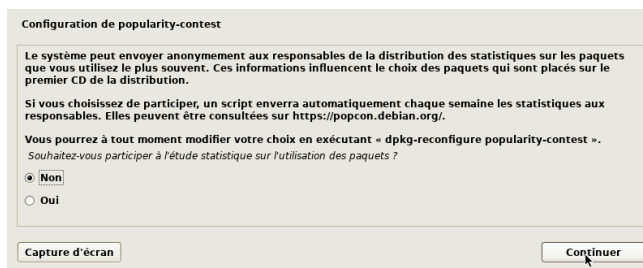 Configuration de popularity-contest
Le système peut envoyer anonymement aux responsables de la distribution des statistiques sur les paquets
que vous utilisez le plus souvent. Ces informations influencent le choix des paquets qui sont placés sur le
premier CD de la distribution.
Si vous choisissez de participer, un script enverra automatiquement chaque semaine les statistiques aux
responsables. Elles peuvent être consultées sur https://popcon.debian.org/.
Vous pourrez à tout moment modifier votre choix en exécutant « dpkg-reconfigure popularity-contest ».
Souhaitez-vous participer à l'étude statistique sur l'utilisation des paquets ?
Non
Oui
Capture d'écran
Continuer